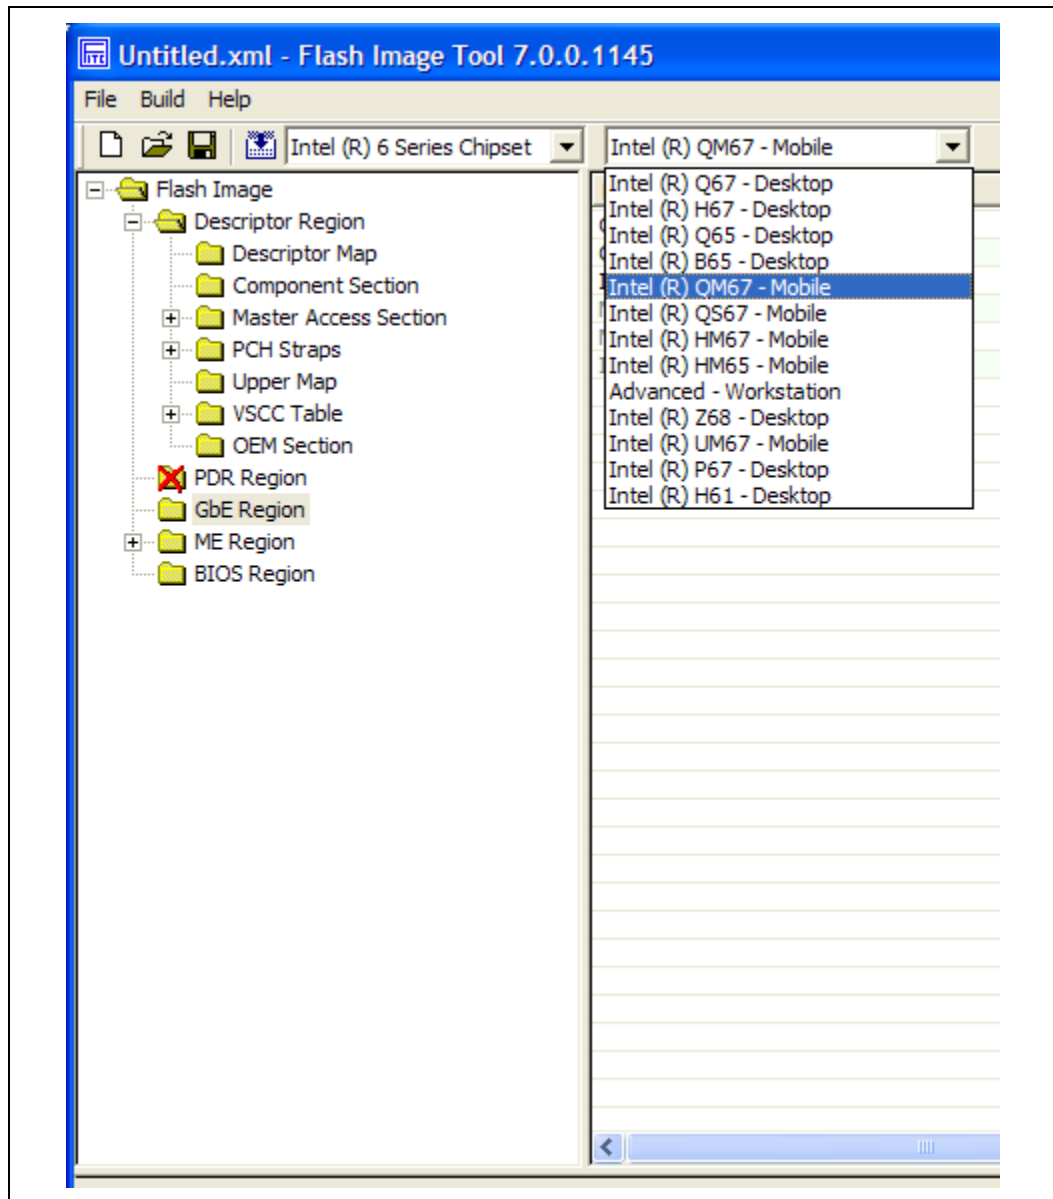 Untitled.xml - Flash Image Tool 7.0.0.1145
File Build Help
Intel (R) 6 Series Chipset
Intel (R) QM67 - Mobile
Intel (R) Q67 - Desktop
Intel (R) H67 - Desktop
Intel (R) Q65 - Desktop
Intel (R) B65 - Desktop
Intel (R) QM67 - Mobile
Intel (R) QS67 - Mobile
Intel (R) HM67 - Mobile
Intel (R) HM65 - Mobile
Advanced - Workstation
Intel (R) Z68 - Desktop
Intel (R) UM67 - Mobile
Intel (R) P67 - Desktop
Intel (R) H61 - Desktop
Flash Image
Descriptor Region
Descriptor Map
Component Section
Master Access Section
PCH Straps
Upper Map
VSCC Table
OEM Section
PDR Region
GbE Region
ME Region
BIOS Region